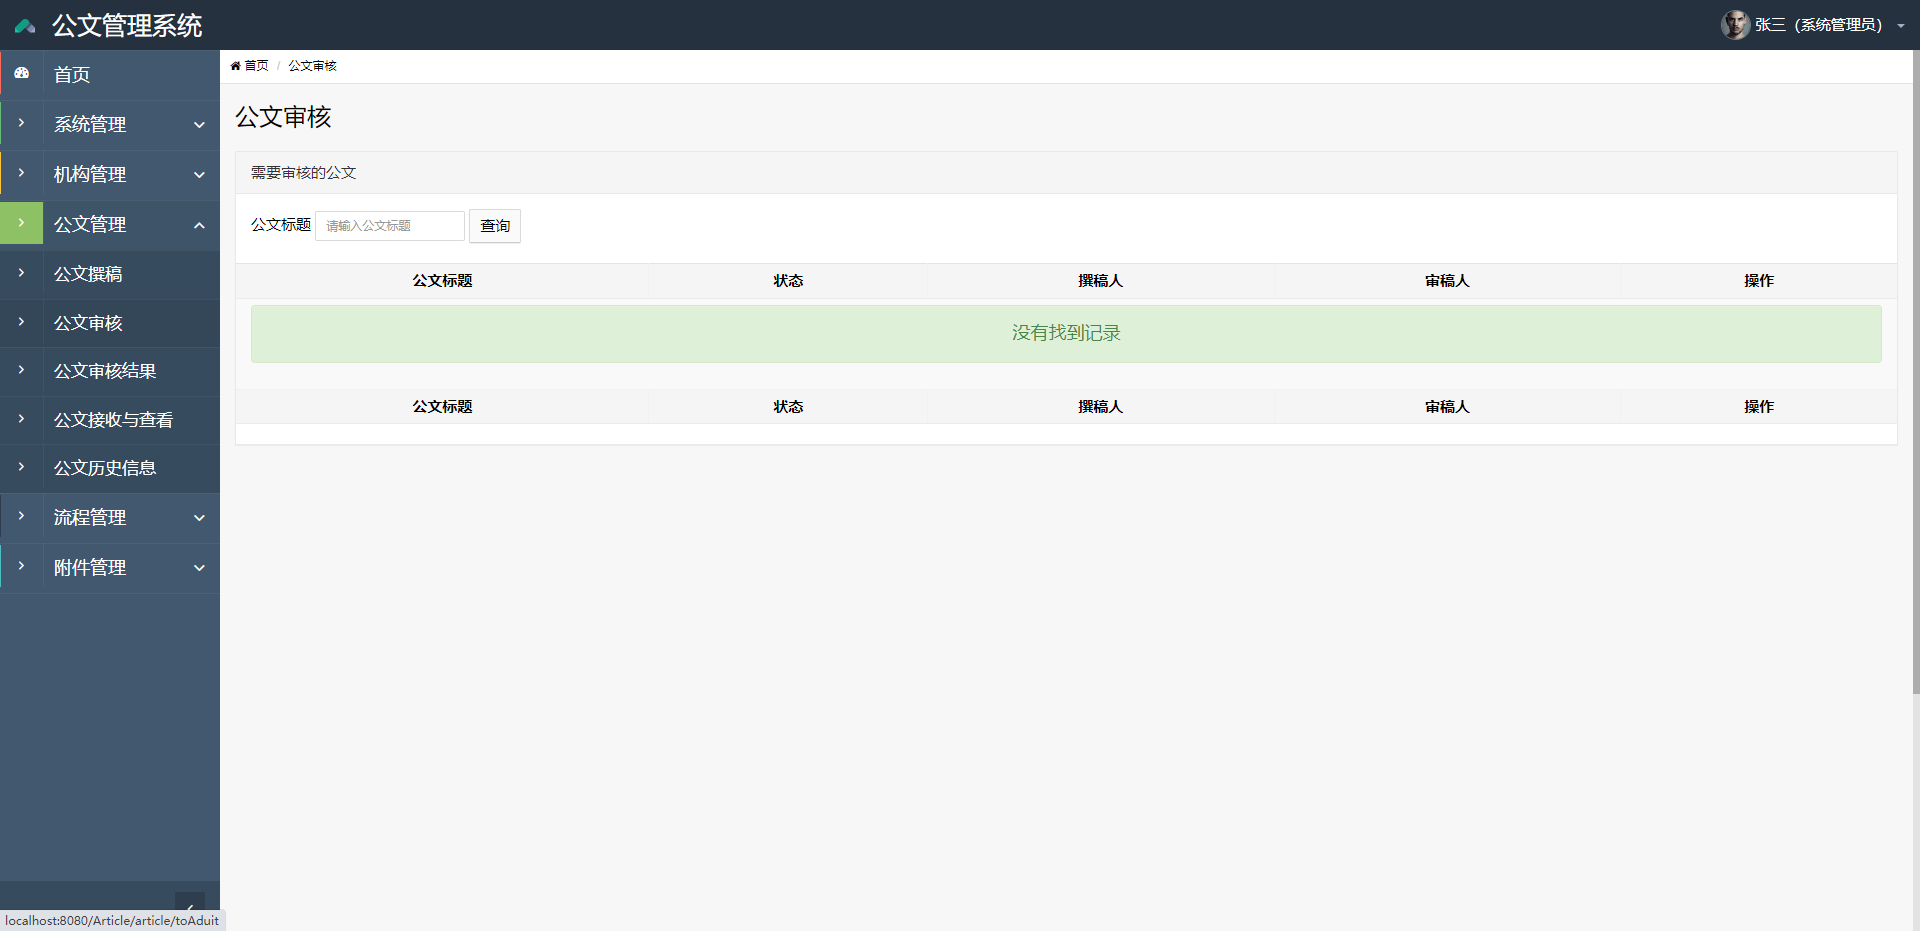 公文管理系统
张三（系统管理员）
首页
系统管理
机构管理
公文管理
公文撰稿
公文审核
公文审核结果
公文接收与查看
公文历史信息
流程管理
附件管理
首页 / 公文审核
公文审核
需要审核的公文
公文标题 请输入公文标题 查询
公文标题 状态 撰稿人 审稿人 操作
没有找到记录
公文标题 状态 撰稿人 审稿人 操作
localhost:8080/Article/article/toAduit